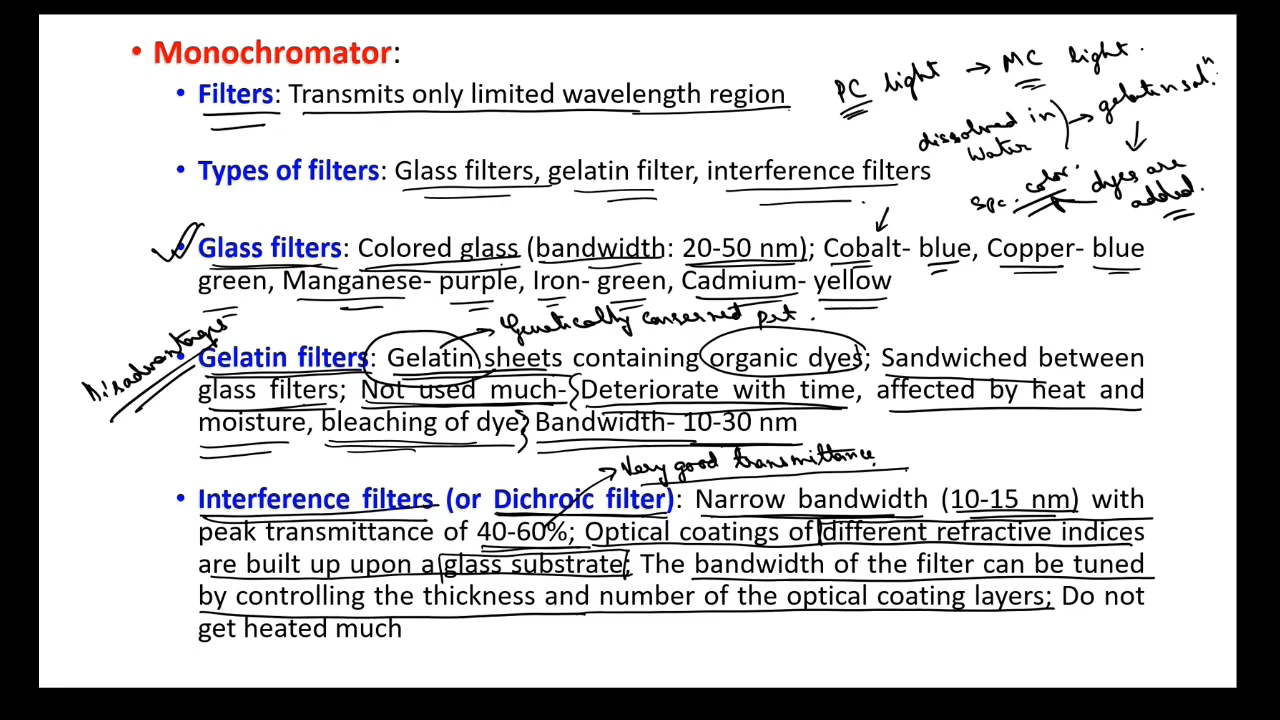 • Monochromator:
PC light → MC light.
• Filters: Transmits only limited wavelength region
dissolved in water → gelatin solⁿ.
• Types of filters: Glass filters, gelatin filter, interference filters
dyes are added.
spc. color.
• Glass filters: Colored glass (bandwidth: 20-50 nm); Cobalt- blue, Copper- blue
green, Manganese- purple, Iron- green, Cadmium- yellow
→ Genetically conserved
Disadvantages
• Gelatin filters: Gelatin sheets containing organic dyes; Sandwiched between
glass filters; Not used much- Deteriorate with time, affected by heat and
moisture, bleaching of dye; Bandwidth- 10-30 nm
→ Very good transmittance.
• Interference filters (or Dichroic filter): Narrow bandwidth (10-15 nm) with
peak transmittance of 40-60%; Optical coatings of different refractive indices
are built up upon a glass substrate; The bandwidth of the filter can be tuned
by controlling the thickness and number of the optical coating layers; Do not
get heated much